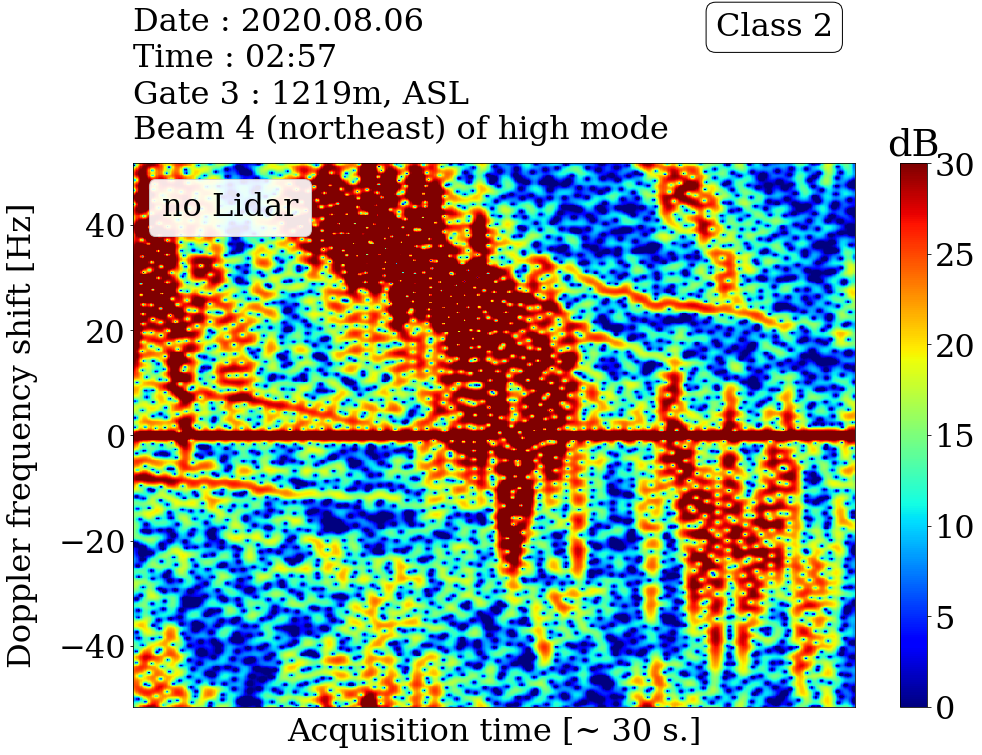 Date : 2020.08.06
Time : 02:57
Gate 3 : 1219m, ASL
Beam 4 (northeast) of high mode
Class 2
dB
no Lidar
Doppler frequency shift [Hz]
40
20
0
−20
−40
30
25
20
15
10
5
0
Acquisition time [~ 30 s.]